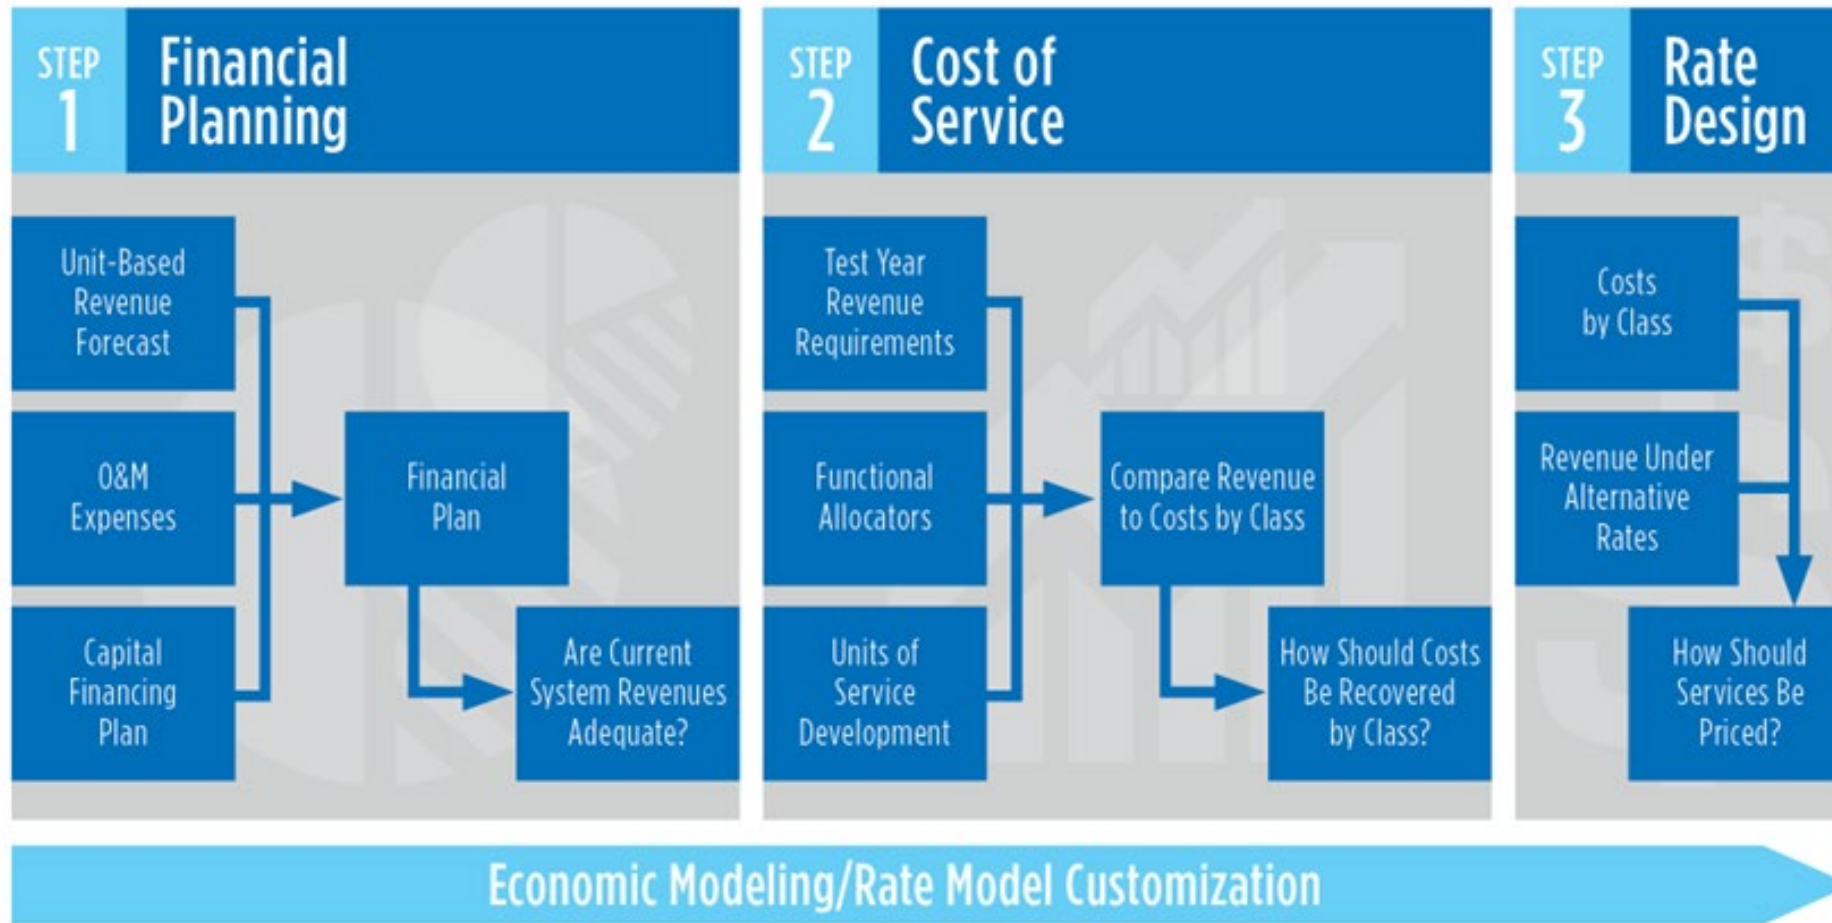 STEP
1
Financial
Planning
Unit-Based
Revenue
Forecast
O&M
Expenses
Capital
Financing
Plan
Financial
Plan
Are Current
System Revenues
Adequate?
STEP
2
Cost of
Service
Test Year
Revenue
Requirements
Functional
Allocators
Units of
Service
Development
Compare Revenue
to Costs by Class
How Should Costs
Be Recovered
by Class?
STEP
3
Rate
Design
Costs
by Class
Revenue Under
Alternative
Rates
How Should
Services Be
Priced?
Economic Modeling/Rate Model Customization